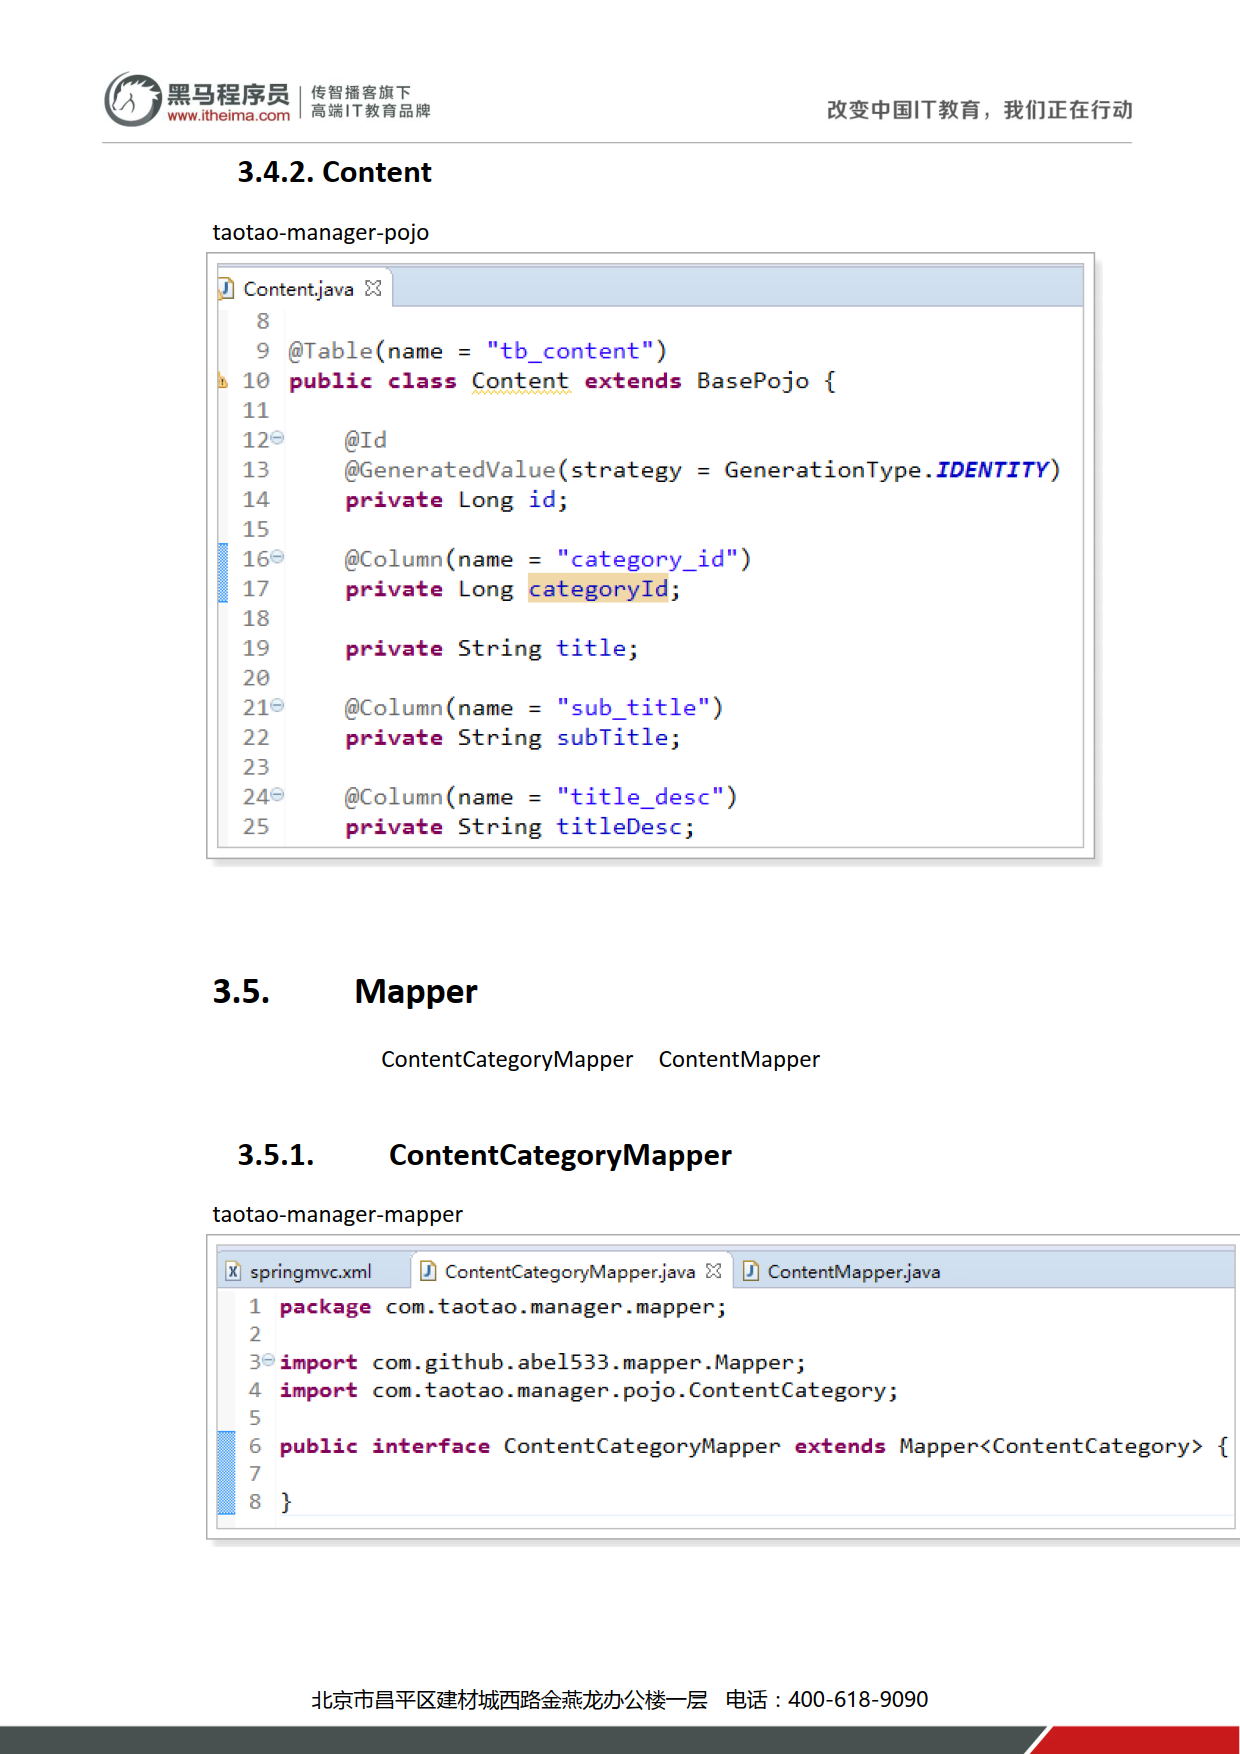 黑马程序员
www.itheima.com
传智播客旗下
高端IT教育品牌
改变中国IT教育，我们正在行动
3.4.2. Content
taotao-manager-pojo
Content.java
8
9 @Table(name = "tb_content")
10 public class Content extends BasePojo {
11
12 @Id
13 @GeneratedValue(strategy = GenerationType.IDENTITY)
14 private Long id;
15
16 @Column(name = "category_id")
17 private Long categoryId;
18
19 private String title;
20
21 @Column(name = "sub_title")
22 private String subTitle;
23
24 @Column(name = "title_desc")
25 private String titleDesc;
3.5. Mapper
ContentCategoryMapper ContentMapper
3.5.1. ContentCategoryMapper
taotao-manager-mapper
springmvc.xml ContentCategoryMapper.java ContentMapper.java
1 package com.taotao.manager.mapper;
2
3 import com.github.abel533.mapper.Mapper;
4 import com.taotao.manager.pojo.ContentCategory;
5
6 public interface ContentCategoryMapper extends Mapper<ContentCategory> {
7
8 }
北京市昌平区建材城西路金燕龙办公楼一层 电话：400-618-9090